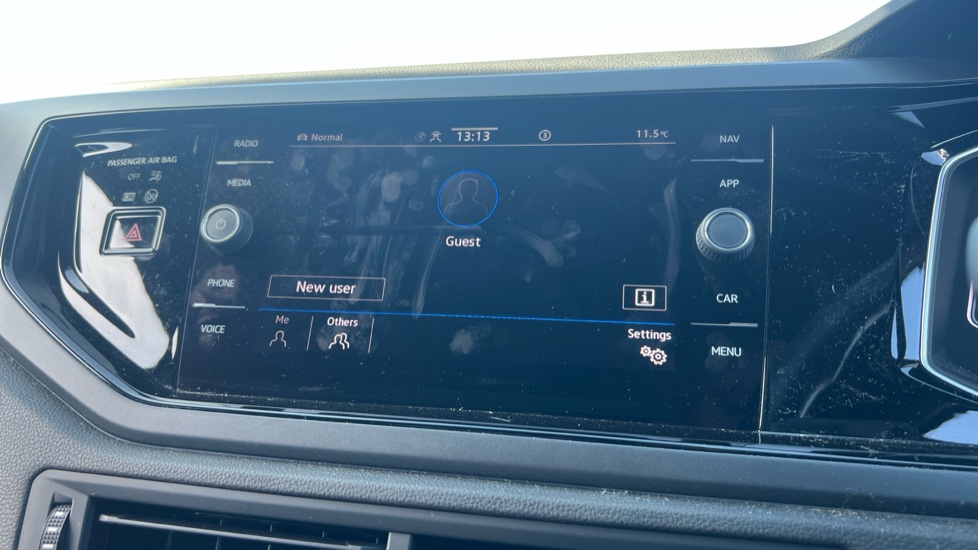 PASSENGER AIR BAG
OFF
ON
RADIO
MEDIA
PHONE
VOICE
Normal
13:13
3
11.5°C
Guest
New user
i
Me
Others
Settings
NAV
APP
CAR
MENU